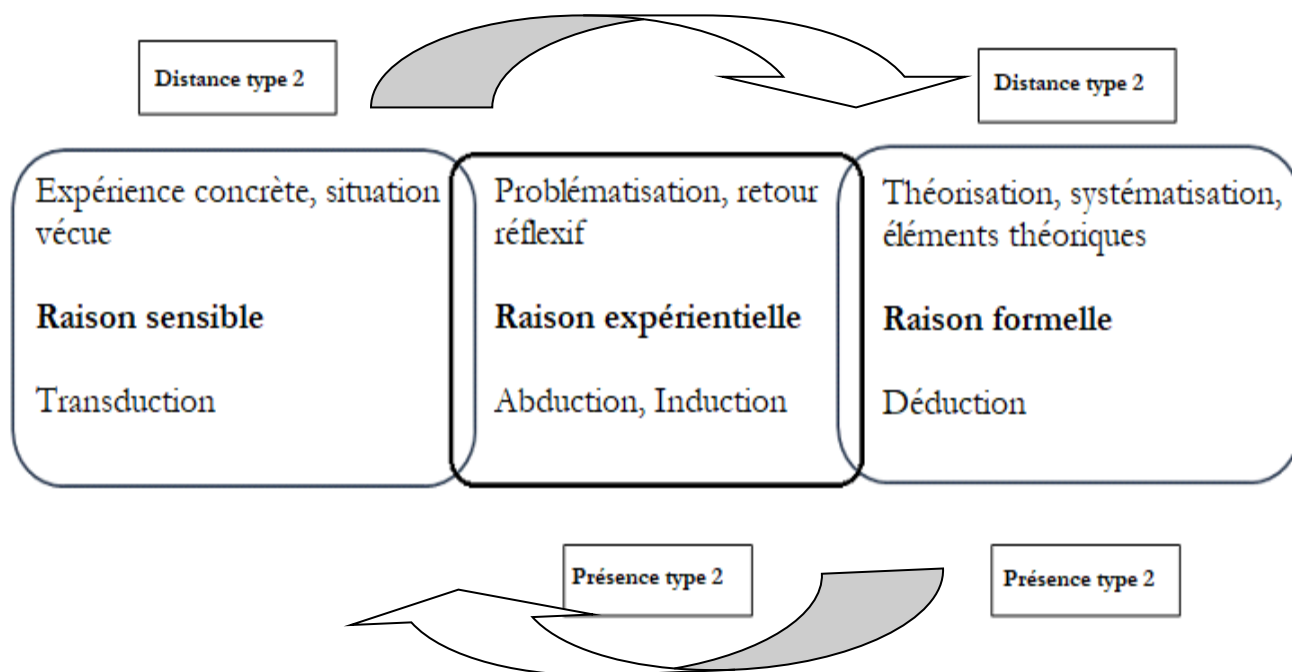 Distance type 2
Distance type 2
Expérience concrète, situation
vécue
Raison sensible
Transduction
Problématisation, retour
réflexif
Raison expérientielle
Abduction, Induction
Théorisation, systématisation,
éléments théoriques
Raison formelle
Déduction
Présence type 2
Présence type 2